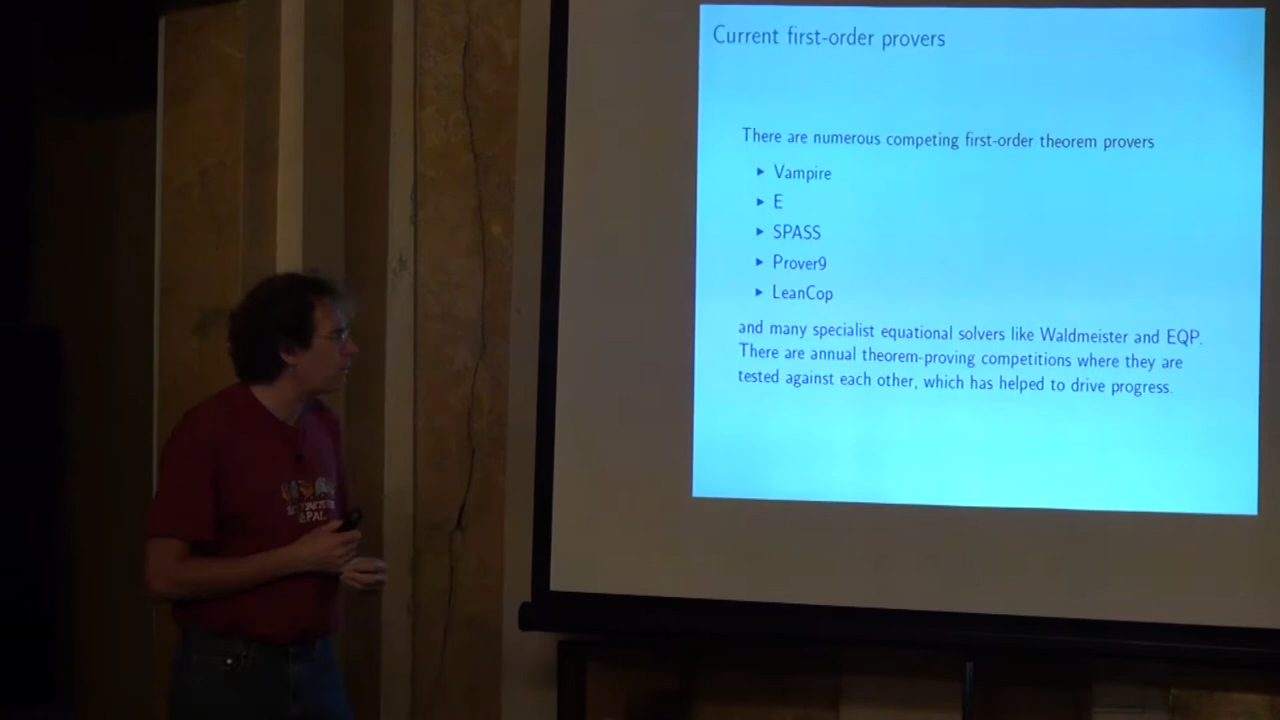 Current first-order provers
There are numerous competing first-order theorem provers
▸ Vampire
▸ E
▸ SPASS
▸ Prover9
▸ LeanCop
and many specialist equational solvers like Waldmeister and EQP.
There are annual theorem-proving competitions where they are
tested against each other, which has helped to drive progress.